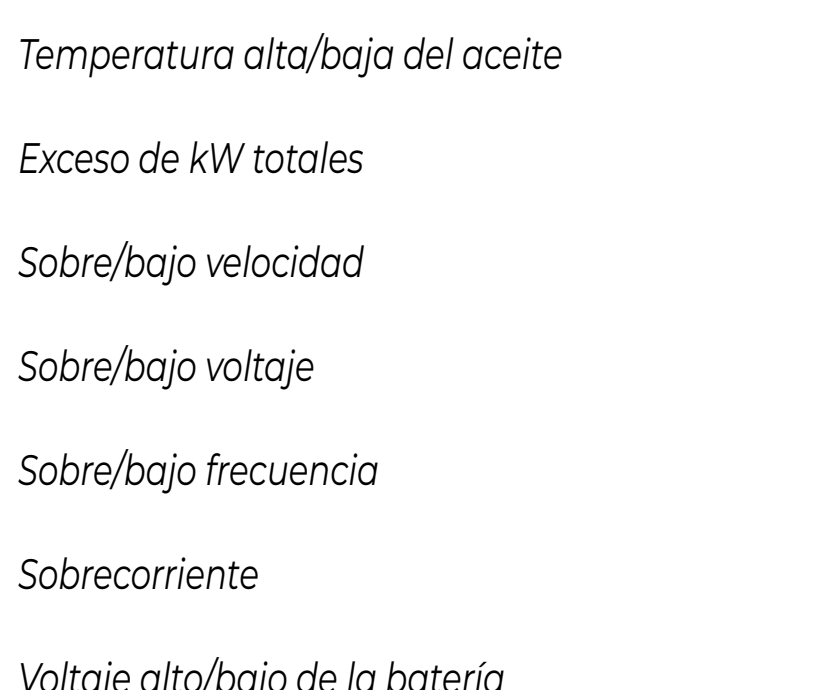 Temperatura alta/baja del aceite
Exceso de kW totales
Sobre/bajo velocidad
Sobre/bajo voltaje
Sobre/bajo frecuencia
Sobrecorriente
Voltaje alto/bajo de la batería